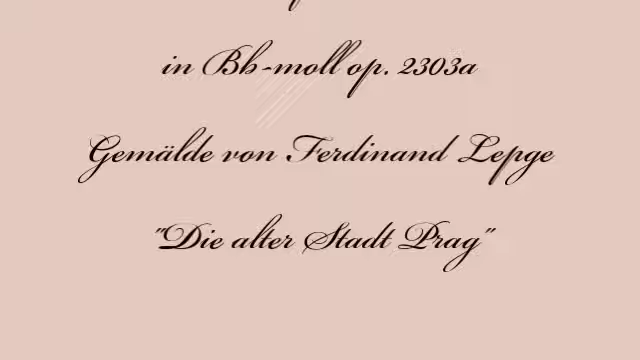 in Bb-moll op. 2303a
Gemälde von Ferdinand Lepge
"Die alter Stadt Prag"